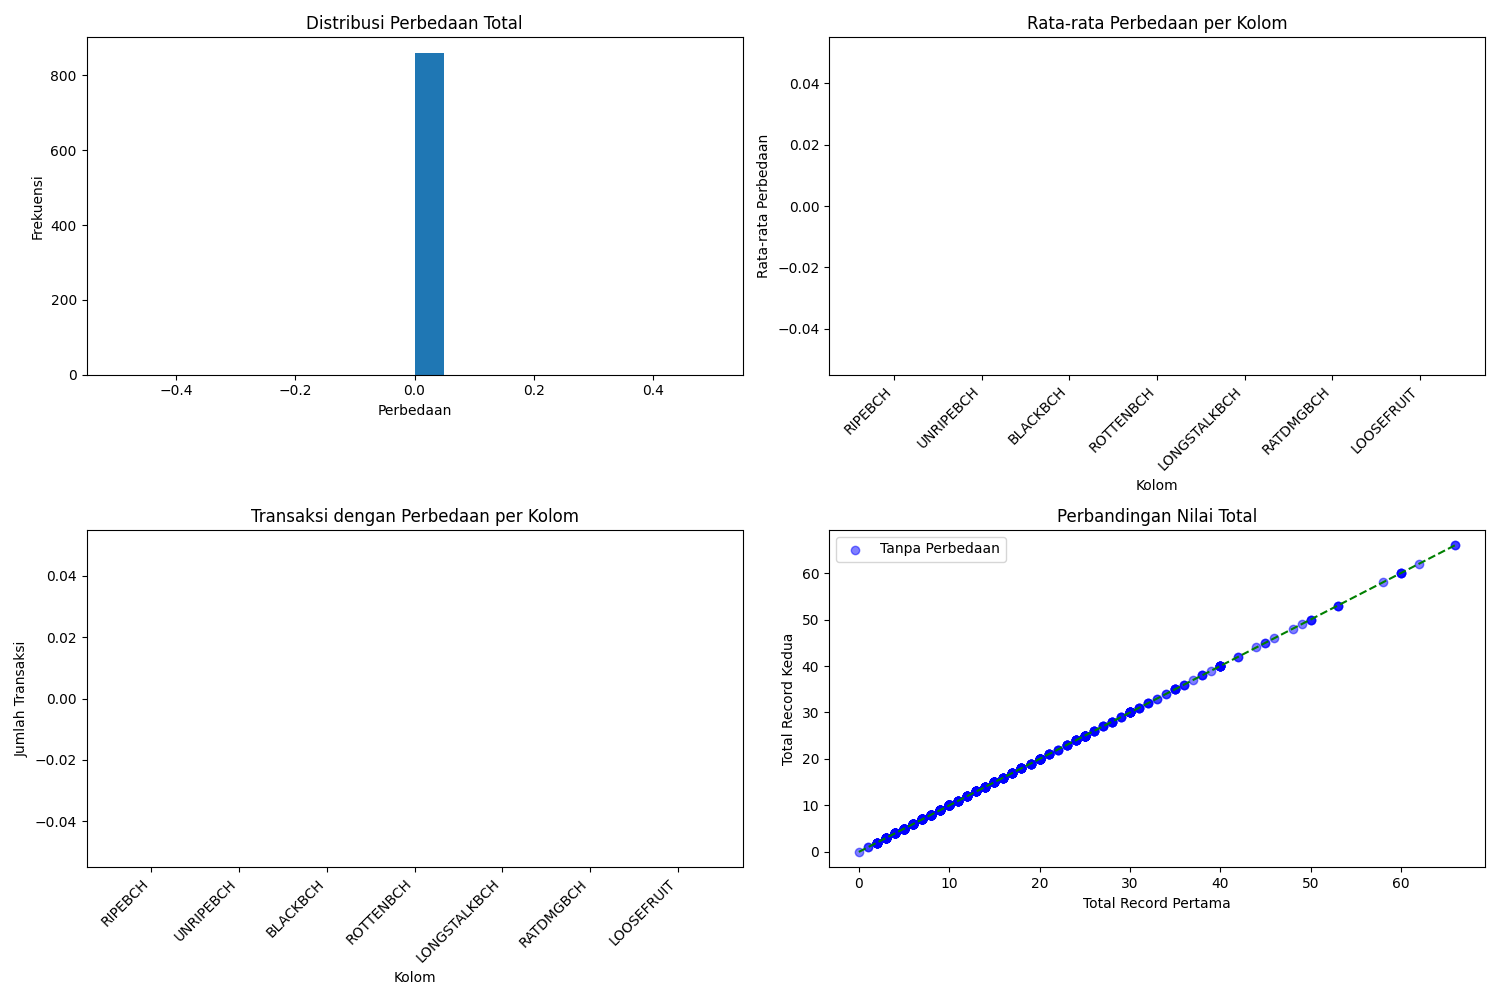 Distribusi Perbedaan Total
Frekuensi
800
600
400
200
0
−0.4 −0.2 0.0 0.2 0.4
Perbedaan
Rata-rata Perbedaan per Kolom
Rata-rata Perbedaan
0.04
0.02
0.00
−0.02
−0.04
RIPEBCH
UNRIPEBCH
BLACKBCH
ROTTENBCH
LONGSTALKBCH
RATDMGBCH
LOOSEFRUIT
Kolom
Transaksi dengan Perbedaan per Kolom
Jumlah Transaksi
0.04
0.02
0.00
−0.02
−0.04
RIPEBCH
UNRIPEBCH
BLACKBCH
ROTTENBCH
LONGSTALKBCH
RATDMGBCH
LOOSEFRUIT
Kolom
Perbandingan Nilai Total
Tanpa Perbedaan
Total Record Kedua
60
50
40
30
20
10
0
0 10 20 30 40 50 60
Total Record Pertama